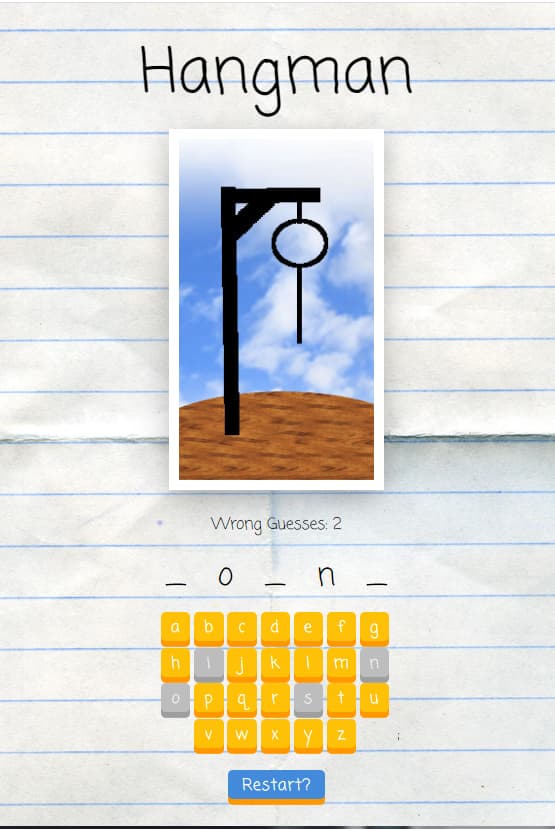 Hangman
Wrong Guesses: 2
_ o _ n _
a b c d e f g
h i j k l m n
o p q r s t u
v w x y z ;
Restart?